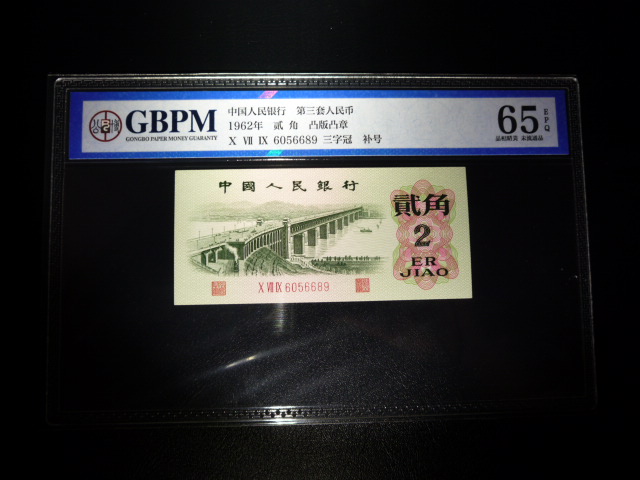 GBPM
GONGBO PAPER MONEY GUARANTY
中国人民银行 第三套人民币
1962年 贰 角 凸版凸章
X Ⅶ Ⅸ 6056689 三字冠 补号
65
EPQ
中國人民銀行
貳角
2
ER
JIAO
X Ⅶ Ⅸ 6056689